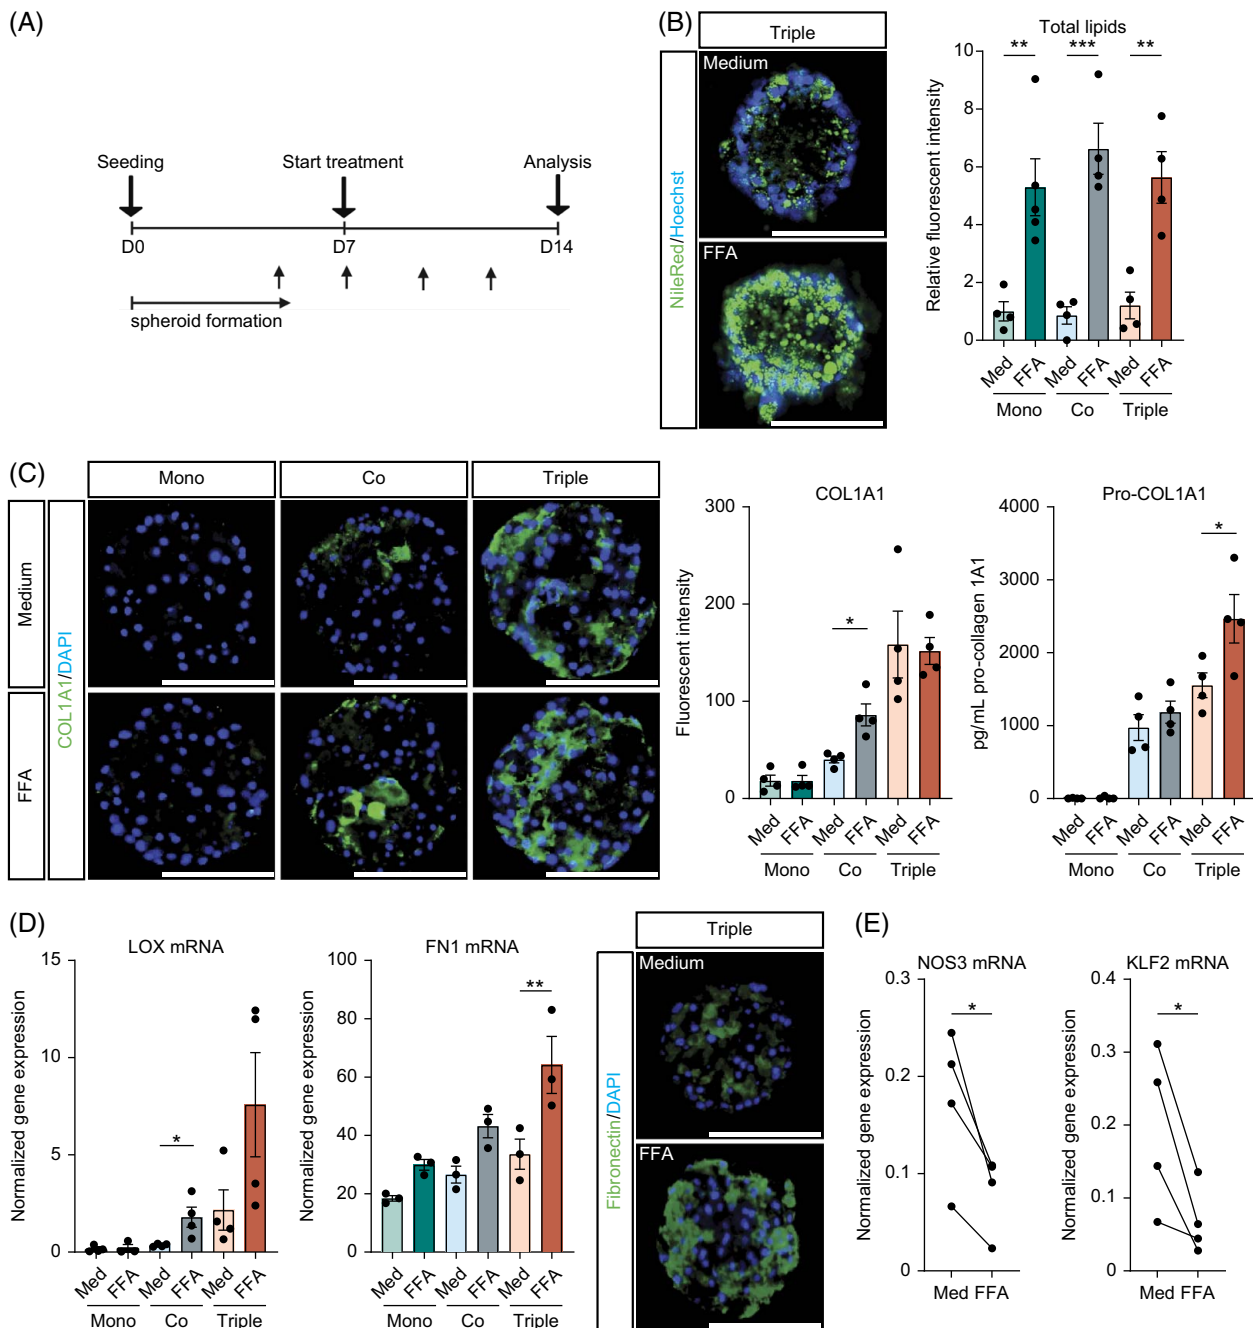 (A)
Seeding
Start treatment
Analysis
D0
D7
D14
spheroid formation
(B)
Triple
NileRed/Hoechst
Medium
FFA
Total lipids
**
***
**
Relative fluorescent intensity
10
8
6
4
2
0
Med
FFA
Med
FFA
Med
FFA
Mono
Co
Triple
(C)
Mono
Co
Triple
Medium
FFA
COL1A1/DAPI
COL1A1
*
Fluorescent intensity
300
200
100
0
Med
FFA
Med
FFA
Med
FFA
Mono
Co
Triple
Pro-COL1A1
*
pg/mL pro-collagen 1A1
4000
3000
2000
1000
0
Med
FFA
Med
FFA
Med
FFA
Mono
Co
Triple
(D)
LOX mRNA
*
Normalized gene expression
15
10
5
0
Med
FFA
Med
FFA
Med
FFA
Mono
Co
Triple
FN1 mRNA
**
Normalized gene expression
100
80
60
40
20
0
Med
FFA
Med
FFA
Med
FFA
Mono
Co
Triple
Triple
Fibronectin/DAPI
Medium
FFA
(E)
NOS3 mRNA
*
Normalized gene expression
0.3
0.2
0.1
0
Med FFA
KLF2 mRNA
*
Normalized gene expression
0.4
0.3
0.2
0.1
0
Med FFA